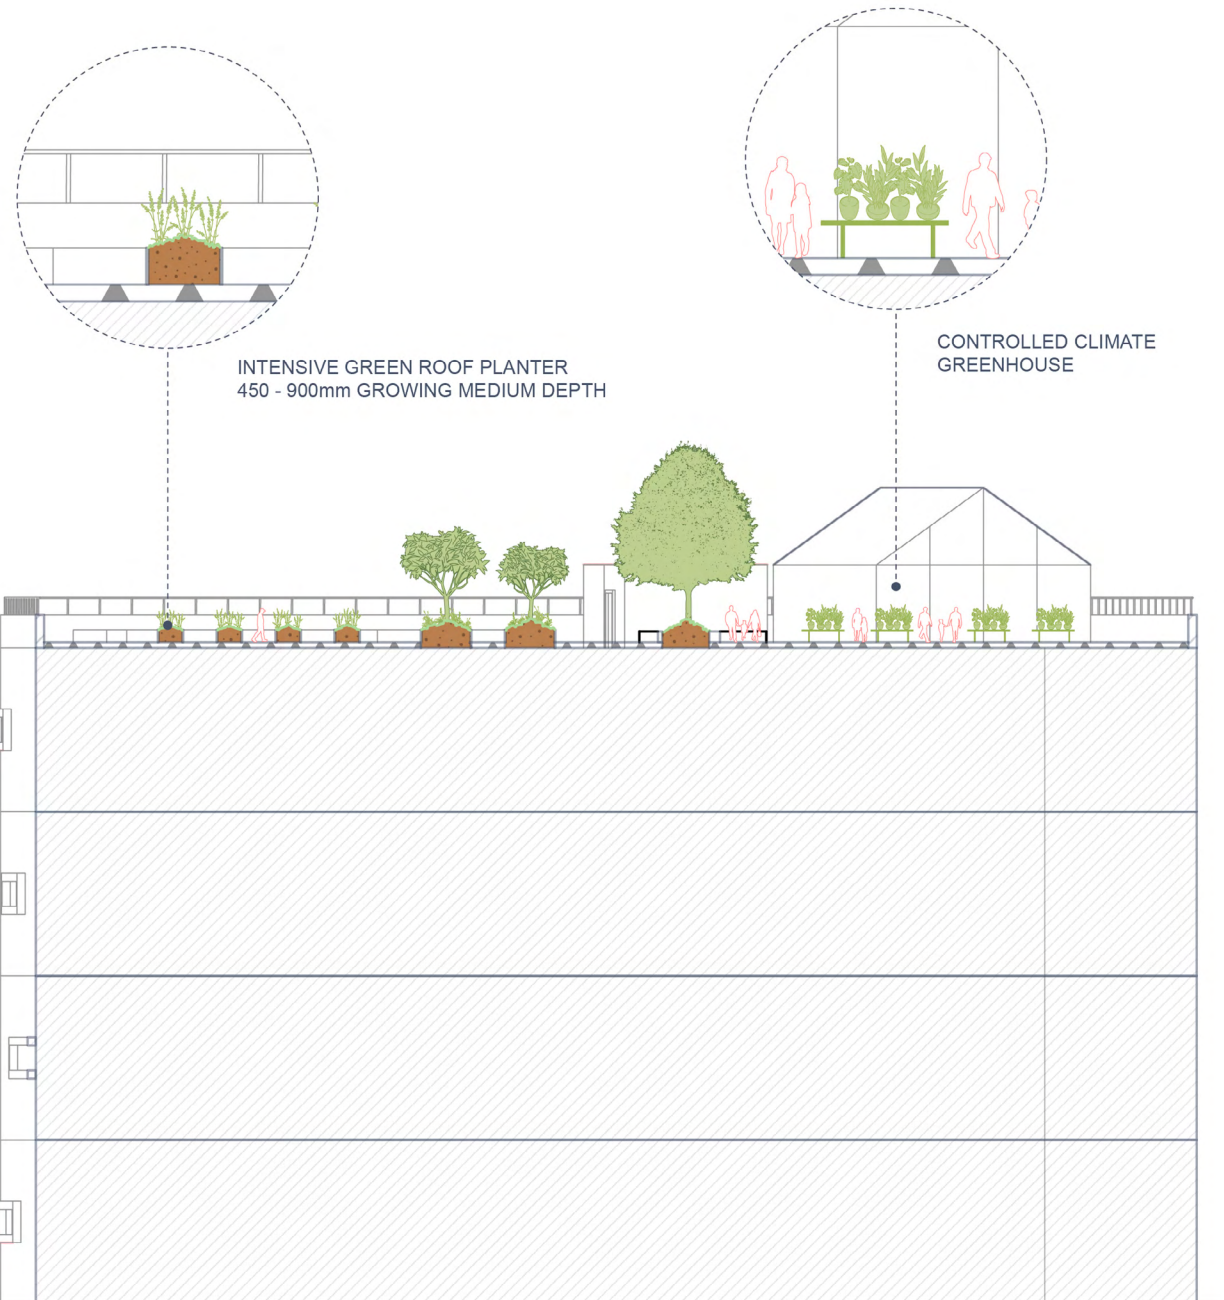 INTENSIVE GREEN ROOF PLANTER
450 - 900mm GROWING MEDIUM DEPTH
CONTROLLED CLIMATE
GREENHOUSE